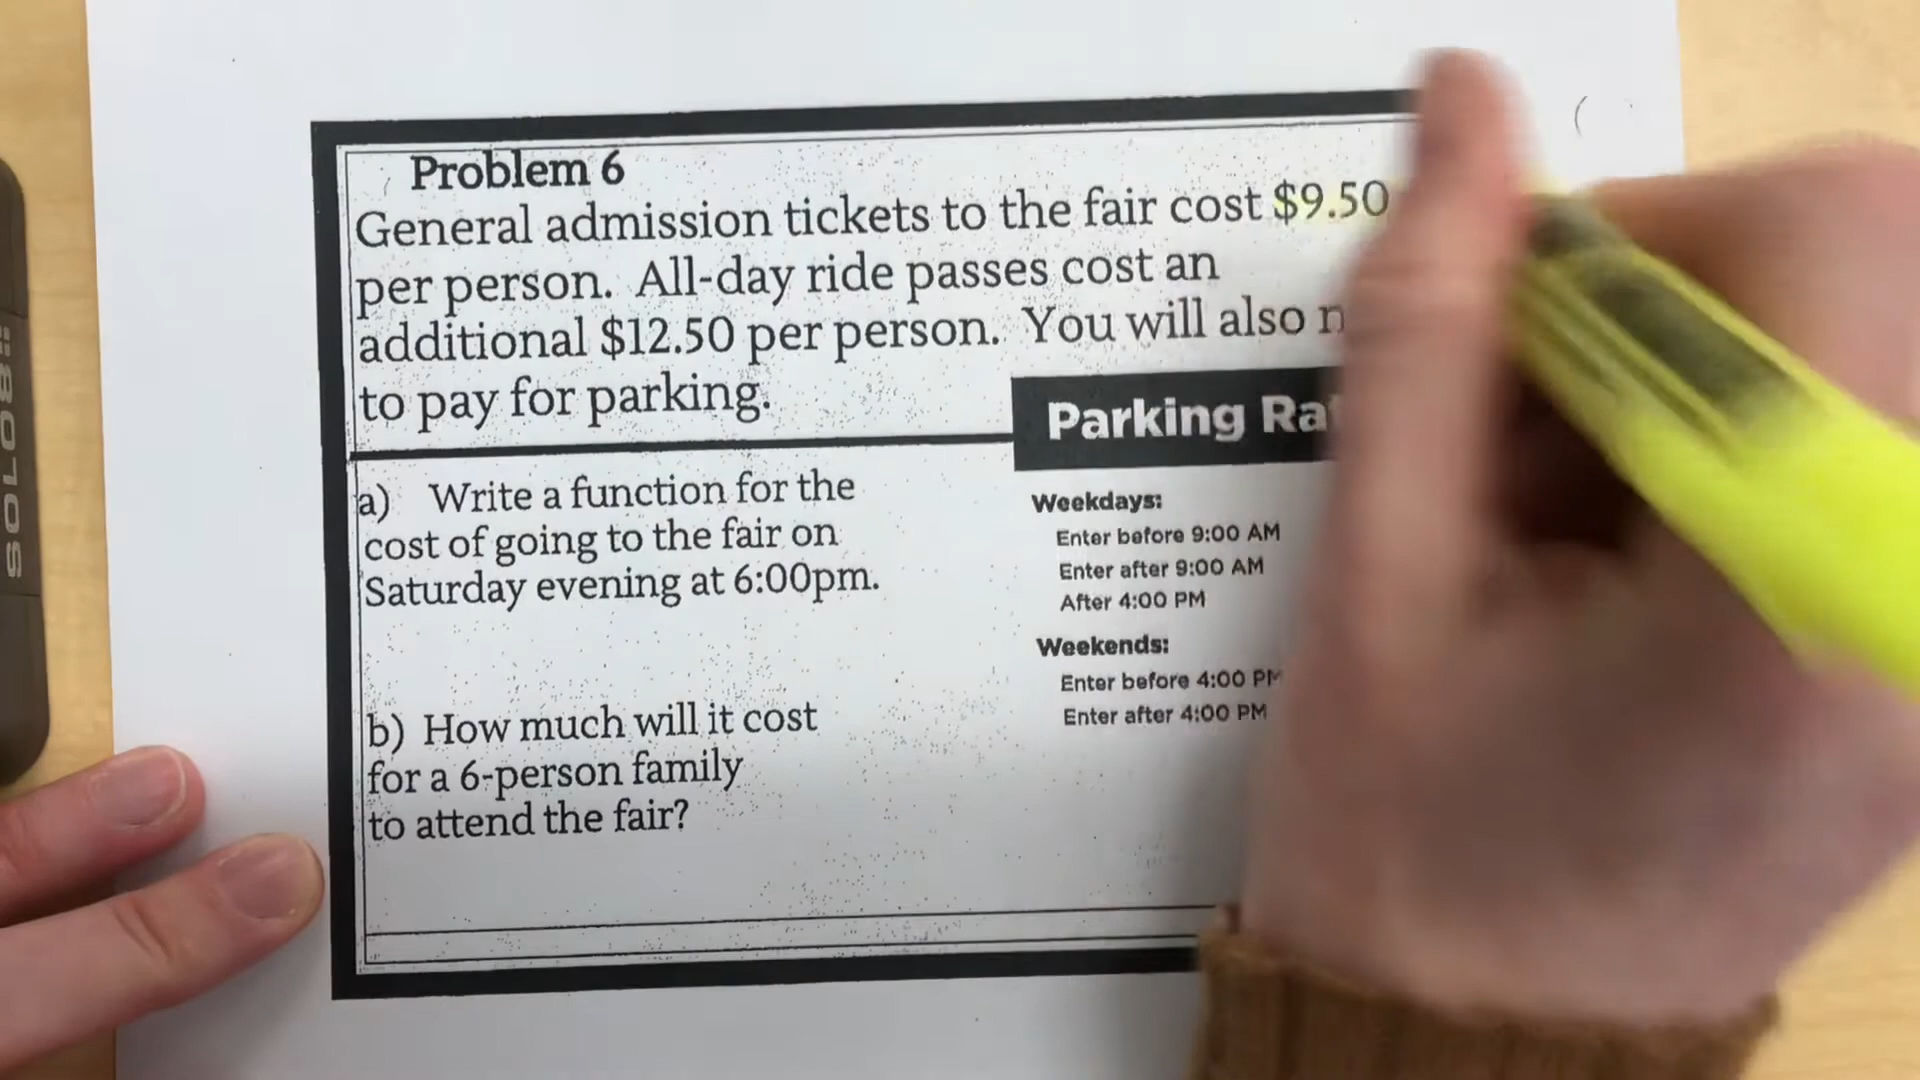 Problem 6
General admission tickets to the fair cost $9.50
per person. All-day ride passes cost an
additional $12.50 per person. You will also
to pay for parking.
Parking
a) Write a function for the
cost of going to the fair on
Saturday evening at 6:00pm.
b) How much will it cost
for a 6-person family
to attend the fair?
Weekdays:
Enter before 9:00 AM
Enter after 9:00 AM
After 4:00 PM
Weekends:
Enter before 4:00 PM
Enter after 4:00 PM
SOLO8